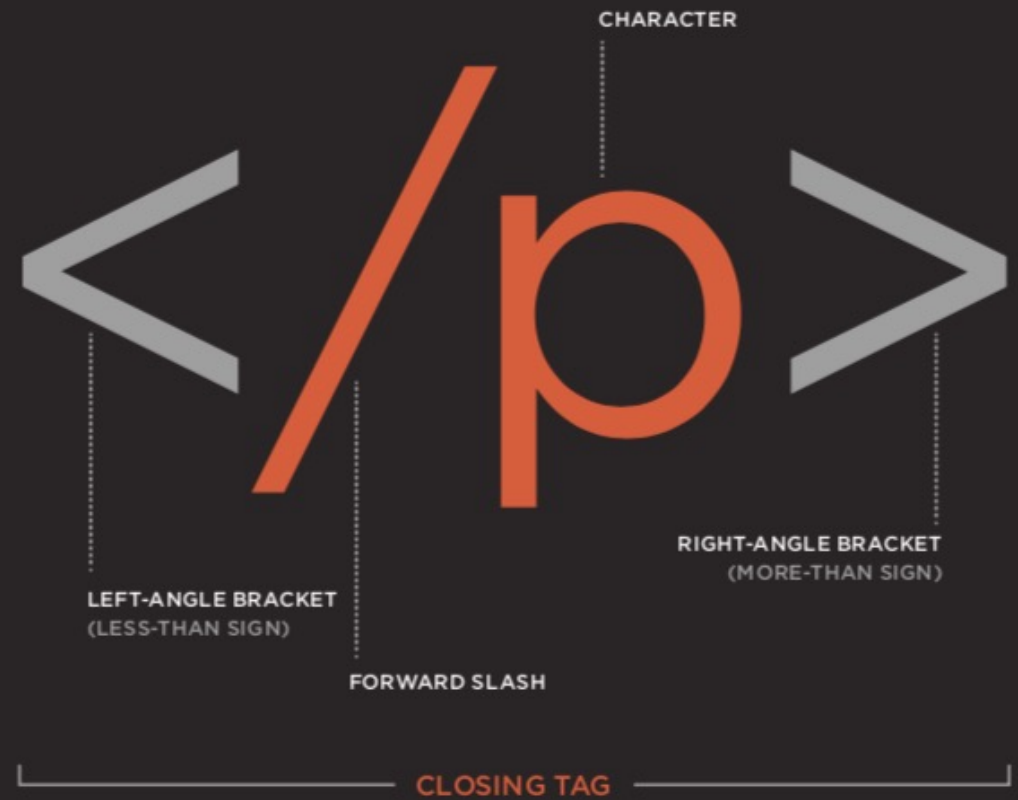 CHARACTER
</p>
RIGHT-ANGLE BRACKET
(MORE-THAN SIGN)
LEFT-ANGLE BRACKET
(LESS-THAN SIGN)
FORWARD SLASH
CLOSING TAG